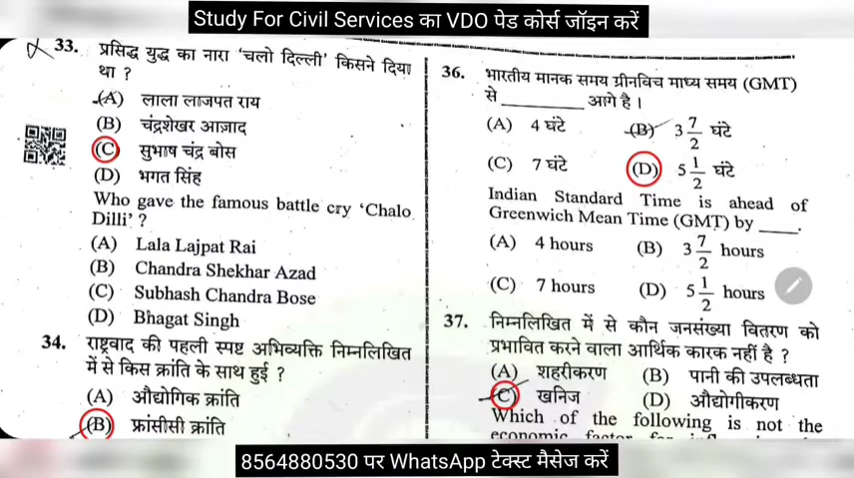 Study For Civil Services का VDO पेड कोर्स जॉइन करें
33. प्रसिद्ध युद्ध का नारा 'चलो दिल्ली' किसने दिया
था ?
(A) लाला लाजपत राय
(B) चंद्रशेखर आज़ाद
(C) सुभाष चंद्र बोस
(D) भगत सिंह
Who gave the famous battle cry 'Chalo
Dilli' ?
(A) Lala Lajpat Rai
(B) Chandra Shekhar Azad
(C) Subhash Chandra Bose
(D) Bhagat Singh
34. राष्ट्रवाद की पहली स्पष्ट अभिव्यक्ति निम्नलिखित
में से किस क्रांति के साथ हुई ?
(A) औद्योगिक क्रांति
(B) फ्रांसीसी क्रांति
36. भारतीय मानक समय ग्रीनविच माध्य समय (GMT)
से ________ आगे है ।
(A) 4 घंटे (B) 3 7/2 घंटे
(C) 7 घंटे (D) 5 1/2 घंटे
Indian Standard Time is ahead of
Greenwich Mean Time (GMT) by ____.
(A) 4 hours (B) 3 7/2 hours
(C) 7 hours (D) 5 1/2 hours
37. निम्नलिखित में से कौन जनसंख्या वितरण को
प्रभावित करने वाला आर्थिक कारक नहीं है ?
(A) शहरीकरण (B) पानी की उपलब्धता
(C) खनिज (D) औद्योगीकरण
Which of the following is not the
economic factor for
8564880530 पर WhatsApp टेक्स्ट मैसेज करें